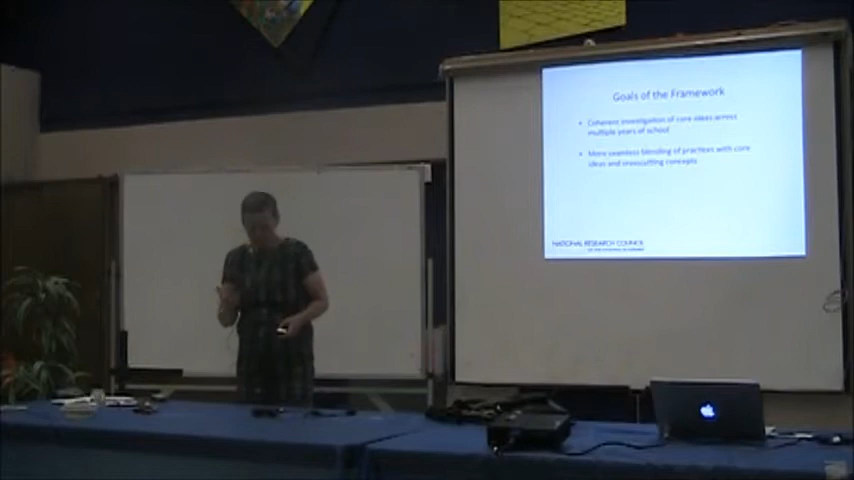 Goals of the Framework
• Coherent investigation of core ideas across
multiple years of school
• More seamless blending of practices with core
ideas and crosscutting concepts
NATIONAL RESEARCH COUNCIL